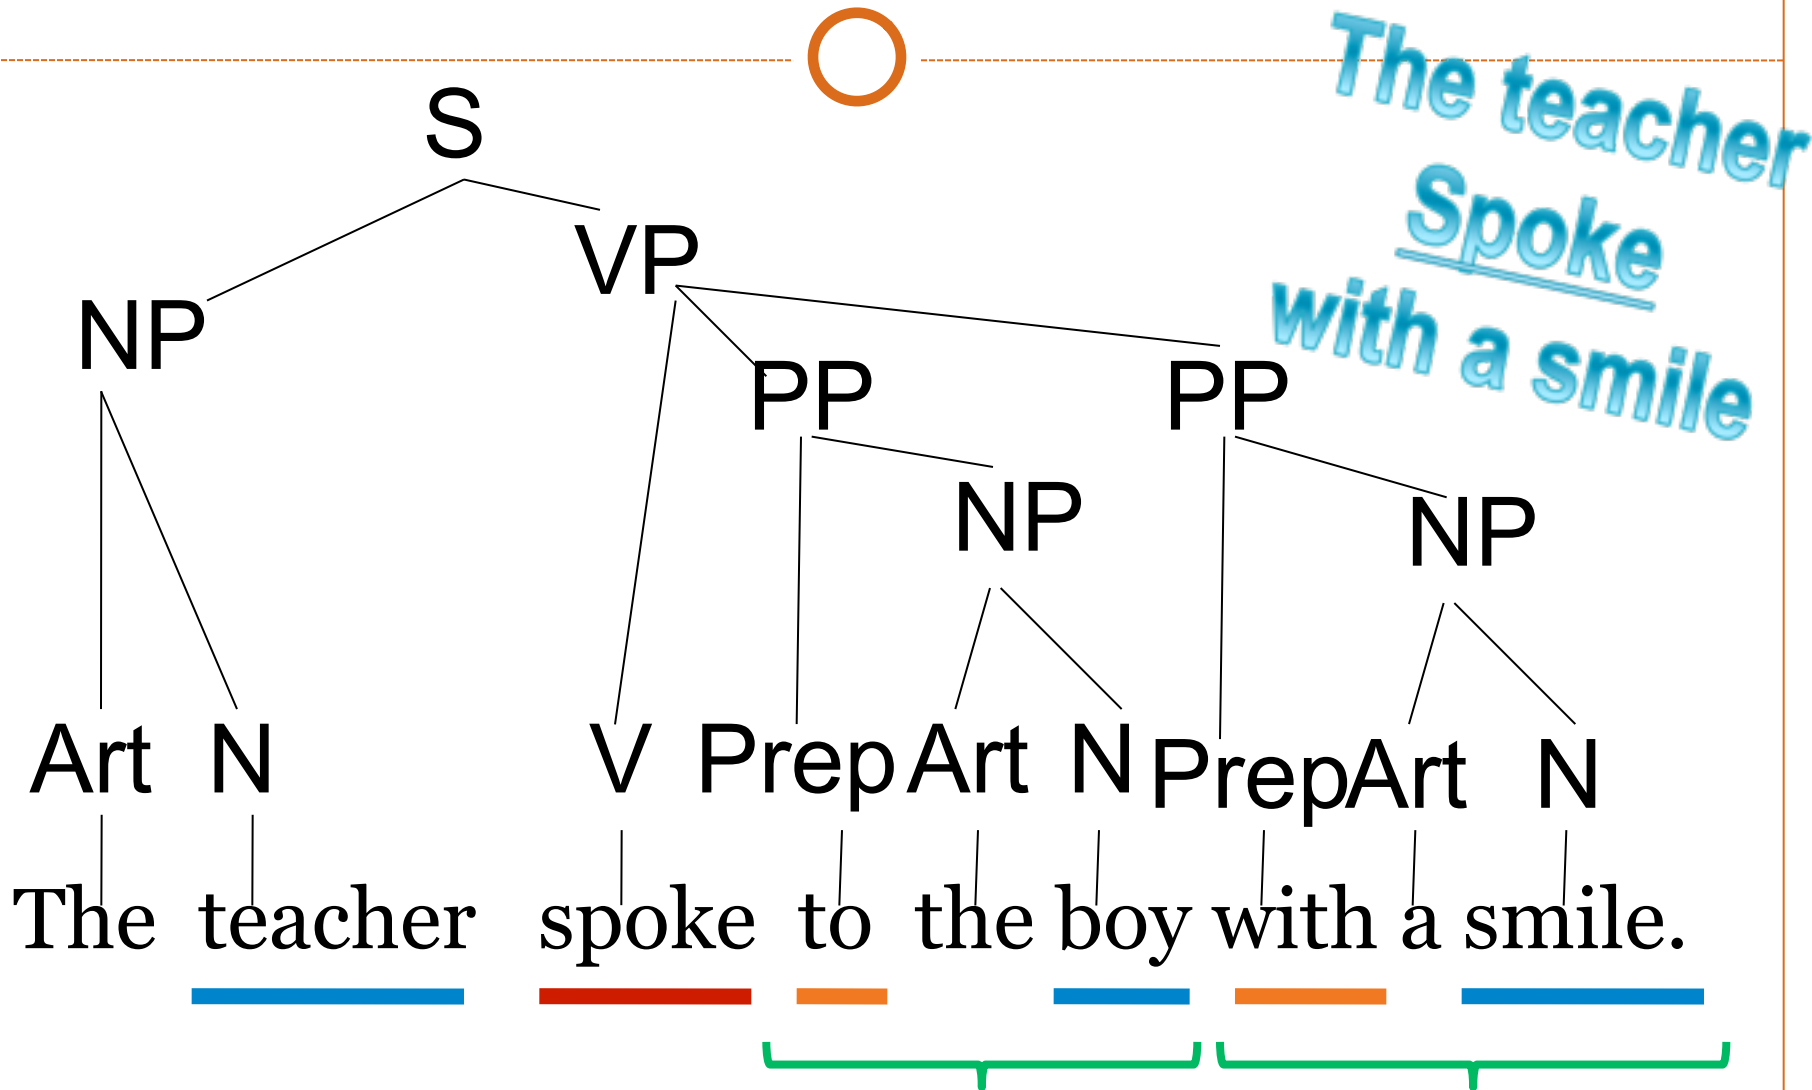 The teacher
Spoke
with a smile
S
VP
NP
PP PP
NP NP
Art N V Prep Art N Prep Art N
The teacher spoke to the boy with a smile.